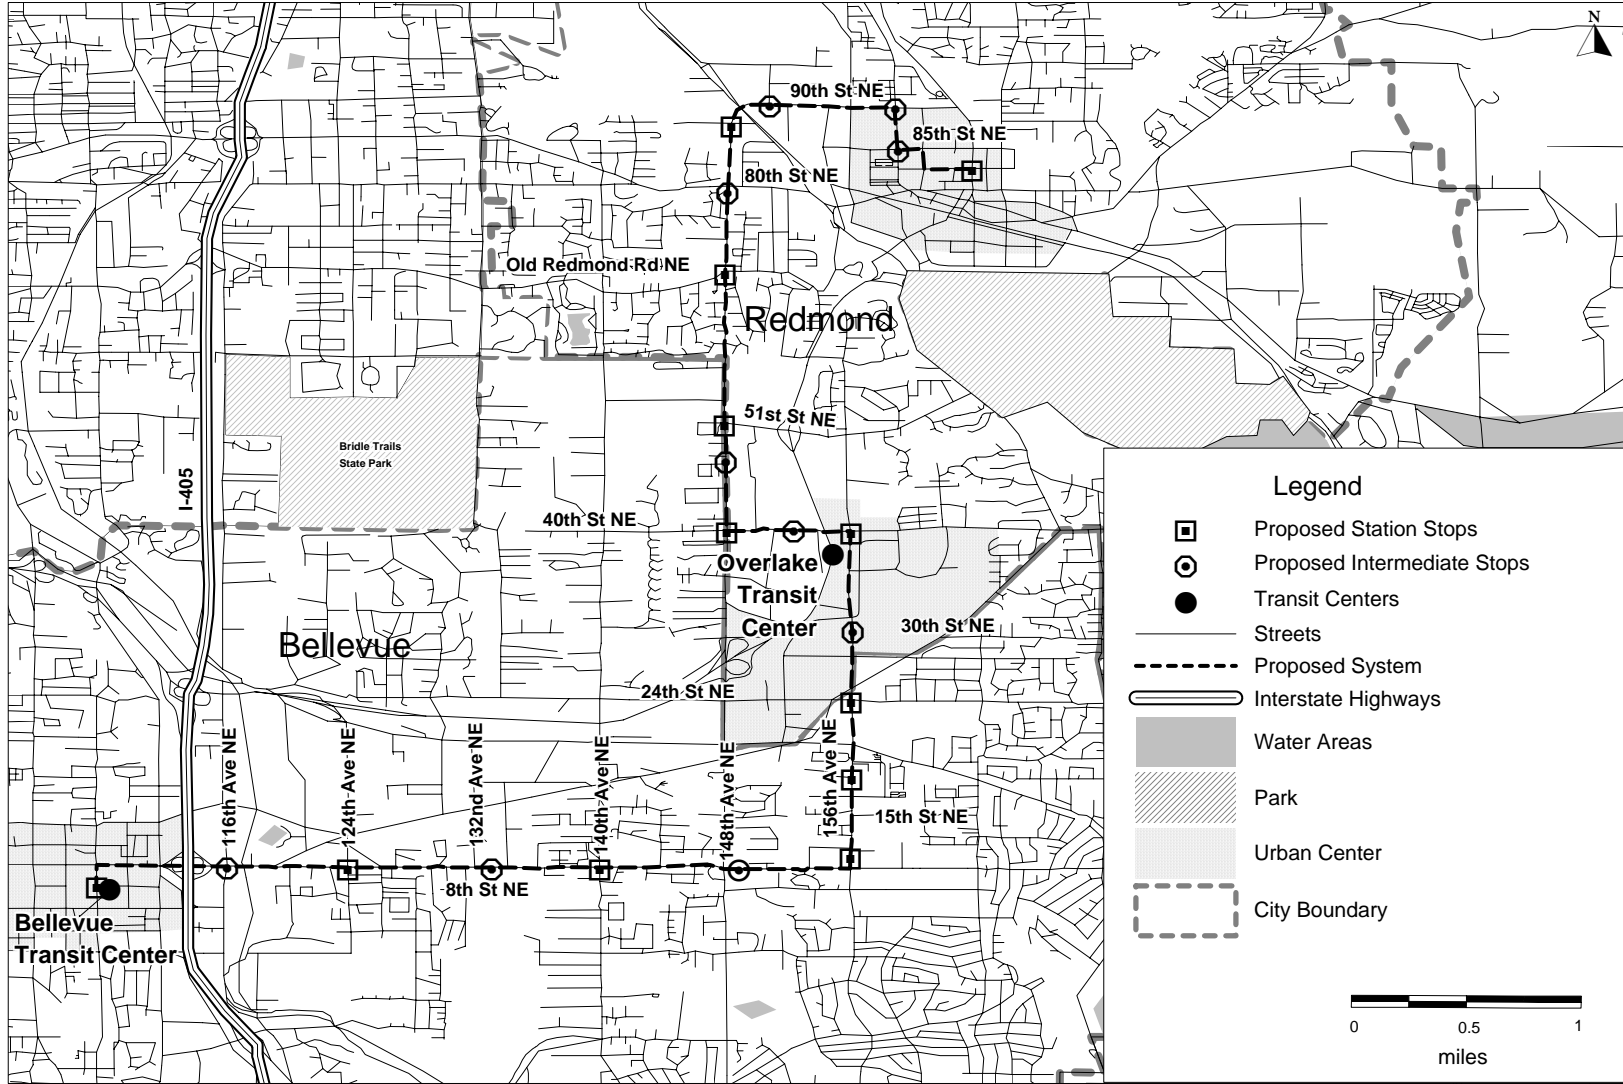 N
90th St NE
85th St NE
80th St NE
Old Redmond Rd NE
Redmond
51st St NE
Bridle Trails
State Park
I-405
40th St NE
Overlake
Transit
Center
30th St NE
Bellevue
24th St NE
116th Ave NE
124th Ave NE
132nd Ave NE
140th Ave NE
148th Ave NE
156th Ave NE
15th St NE
8th St NE
Bellevue
Transit Center
Legend
Proposed Station Stops
Proposed Intermediate Stops
Transit Centers
Streets
Proposed System
Interstate Highways
Water Areas
Park
Urban Center
City Boundary
0 0.5 1
miles